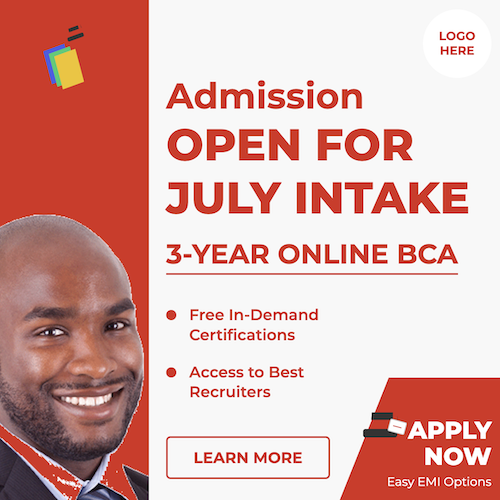 LOGO
HERE
Admission
OPEN FOR
JULY INTAKE
3-YEAR ONLINE BCA
Free In-Demand
Certifications
Access to Best
Recruiters
LEARN MORE
APPLY
NOW
Easy EMI Options